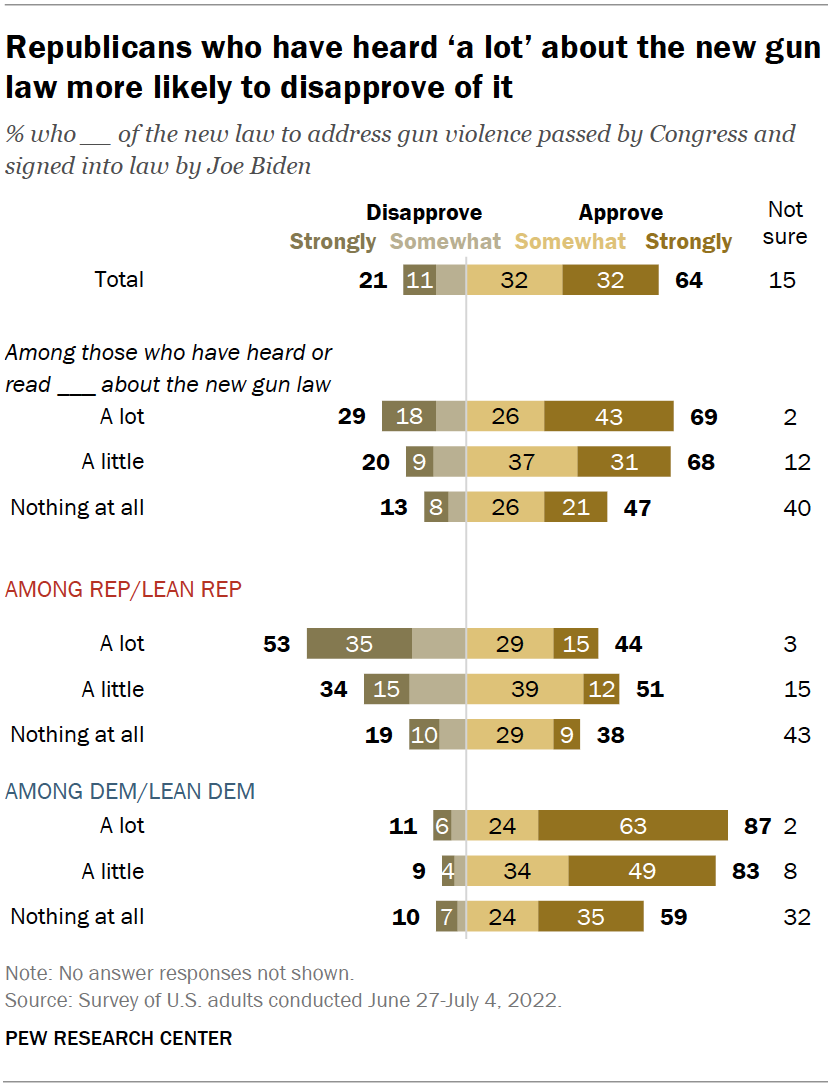 Republicans who have heard ‘a lot’ about the new gun
law more likely to disapprove of it
% who __ of the new law to address gun violence passed by Congress and
signed into law by Joe Biden
Disapprove Approve Not
sure
Strongly Somewhat Somewhat Strongly
Total 21 11 32 32 64 15
Among those who have heard or
read ___ about the new gun law
A lot 29 18 26 43 69 2
A little 20 9 37 31 68 12
Nothing at all 13 8 26 21 47 40
AMONG REP/LEAN REP
A lot 53 35 29 15 44 3
A little 34 15 39 12 51 15
Nothing at all 19 10 29 9 38 43
AMONG DEM/LEAN DEM
A lot 11 6 24 63 87 2
A little 9 4 34 49 83 8
Nothing at all 10 7 24 35 59 32
Note: No answer responses not shown.
Source: Survey of U.S. adults conducted June 27-July 4, 2022.
PEW RESEARCH CENTER